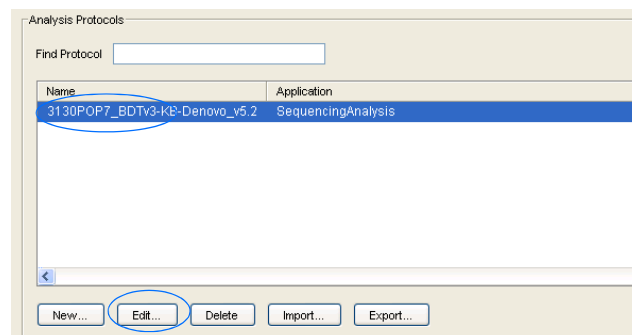 Analysis Protocols
Find Protocol
Name Application
3130POP7_BDTv3-KB-Denovo_v5.2 SequencingAnalysis
New... Edit... Delete Import... Export...